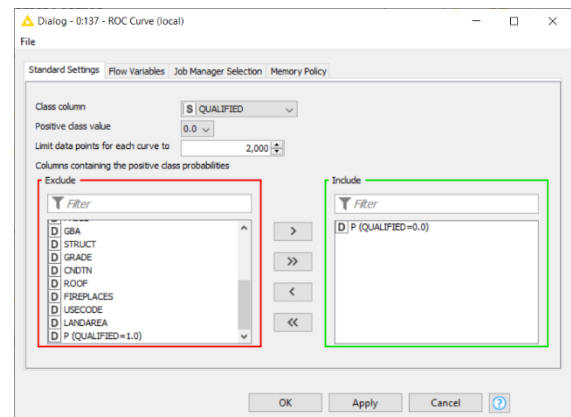 Dialog - 0:137 - ROC Curve (local)
File
Standard Settings Flow Variables Job Manager Selection Memory Policy
Class column S QUALIFIED
Positive class value 0.0
Limit data points for each curve to 2,000
Columns containing the positive class probabilities
Exclude
Filter
D GBA
D STRUCT
D GRADE
D CNDTN
D ROOF
D FIREPLACES
D USECODE
D LANDAREA
D P (QUALIFIED=1.0)
>
>>
<
<<
Include
Filter
D P (QUALIFIED=0.0)
OK Apply Cancel ?